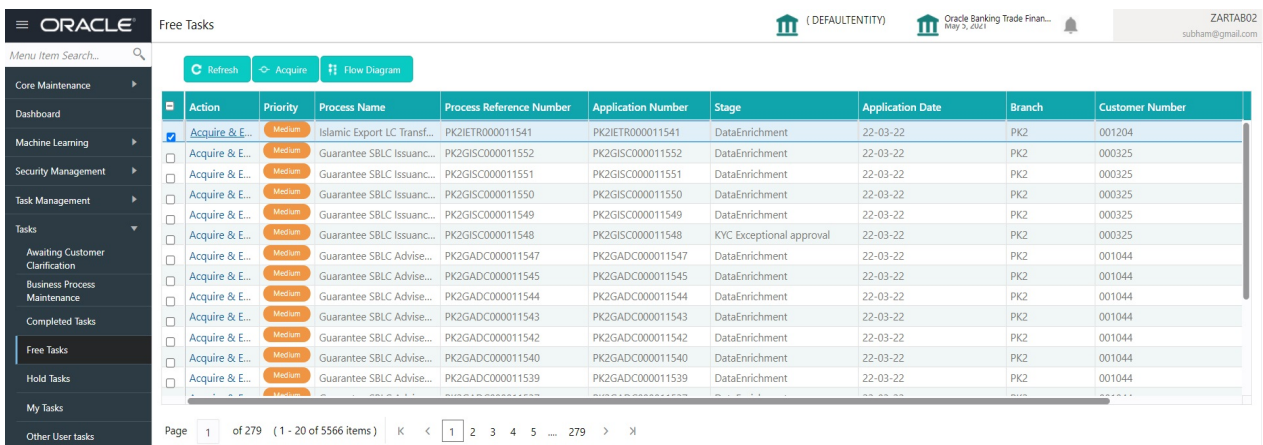 ORACLE
Free Tasks
( DEFAULTENTITY)
Oracle Banking Trade Finan...
May 5, 2021
ZARTAB02
subham@gmail.com
Menu Item Search...
Core Maintenance
Dashboard
Machine Learning
Security Management
Task Management
Tasks
Awaiting Customer
Clarification
Business Process
Maintenance
Completed Tasks
Free Tasks
Hold Tasks
My Tasks
Other User tasks
Refresh Acquire Flow Diagram
Action Priority Process Name Process Reference Number Application Number Stage Application Date Branch Customer Number
Acquire & E... Medium Islamic Export LC Transf... PK2IETR000011541 PK2IETR000011541 DataEnrichment 22-03-22 PK2 001204
Acquire & E... Medium Guarantee SBLC Issuanc... PK2GISC000011552 PK2GISC000011552 DataEnrichment 22-03-22 PK2 000325
Acquire & E... Medium Guarantee SBLC Issuanc... PK2GISC000011551 PK2GISC000011551 DataEnrichment 22-03-22 PK2 000325
Acquire & E... Medium Guarantee SBLC Issuanc... PK2GISC000011550 PK2GISC000011550 DataEnrichment 22-03-22 PK2 000325
Acquire & E... Medium Guarantee SBLC Issuanc... PK2GISC000011549 PK2GISC000011549 DataEnrichment 22-03-22 PK2 000325
Acquire & E... Medium Guarantee SBLC Issuanc... PK2GISC000011548 PK2GISC000011548 KYC Exceptional approval 22-03-22 PK2 000325
Acquire & E... Medium Guarantee SBLC Advise... PK2GADC000011547 PK2GADC000011547 DataEnrichment 22-03-22 PK2 001044
Acquire & E... Medium Guarantee SBLC Advise... PK2GADC000011545 PK2GADC000011545 DataEnrichment 22-03-22 PK2 001044
Acquire & E... Medium Guarantee SBLC Advise... PK2GADC000011544 PK2GADC000011544 DataEnrichment 22-03-22 PK2 001044
Acquire & E... Medium Guarantee SBLC Advise... PK2GADC000011543 PK2GADC000011543 DataEnrichment 22-03-22 PK2 001044
Acquire & E... Medium Guarantee SBLC Advise... PK2GADC000011542 PK2GADC000011542 DataEnrichment 22-03-22 PK2 001044
Acquire & E... Medium Guarantee SBLC Advise... PK2GADC000011540 PK2GADC000011540 DataEnrichment 22-03-22 PK2 001044
Acquire & E... Medium Guarantee SBLC Advise... PK2GADC000011539 PK2GADC000011539 DataEnrichment 22-03-22 PK2 001044
Page 1 of 279 (1 - 20 of 5566 items) K < 1 2 3 4 5 ... 279 >